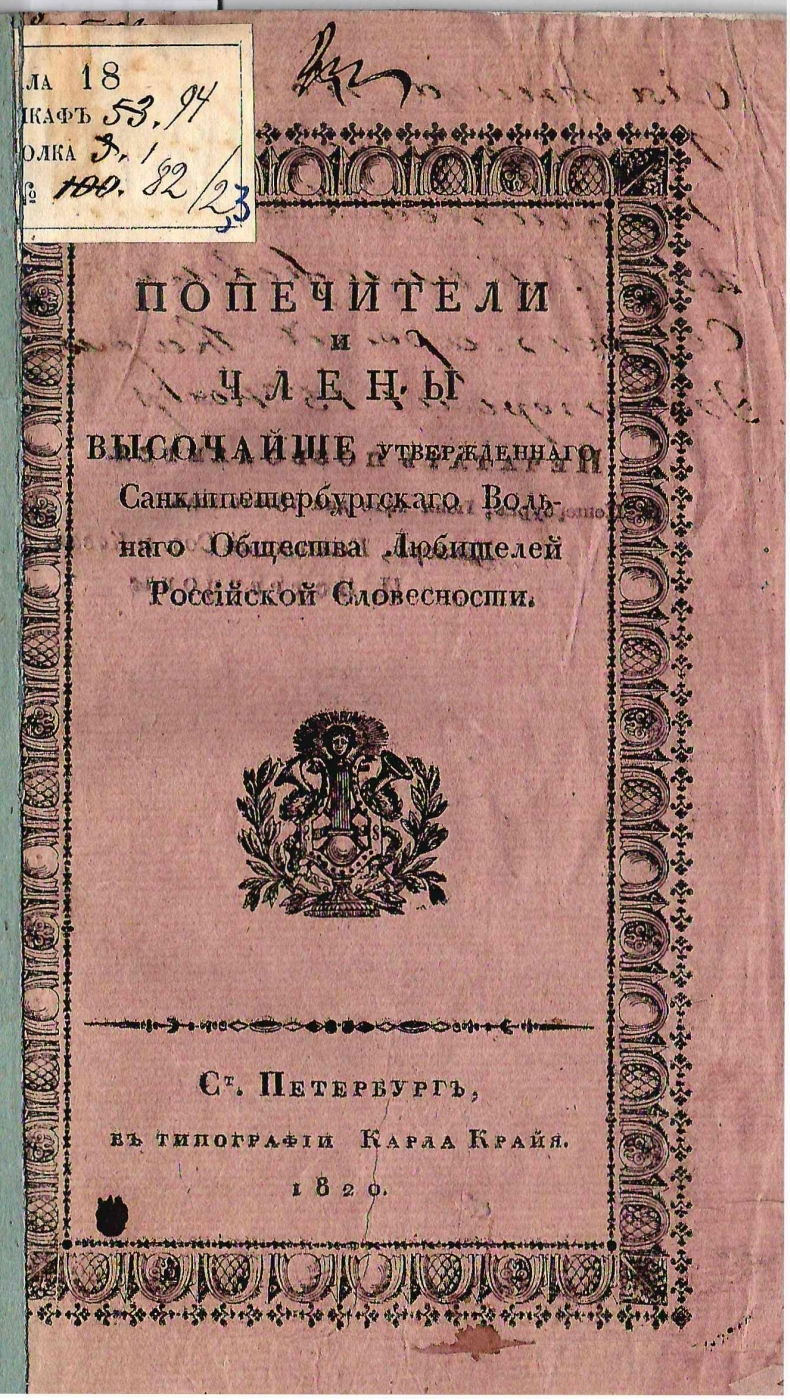 ЛА 18
КАФЪ 53. 94
ОЛКА 3. 1
№ 100. 82/23
ПОПЕЧИТЕЛИ
И
ЧЛЕНЫ
ВЫСОЧАЙШЕ УТВЕРЖДЕННАГО
Санктпетербургскаго Воль-
наго Общества Любителей
Россійской Словесности.
Ст. ПЕТЕРБУРГЪ,
ВЪ ТИПОГРАФІИ КАРЛА КРАЙЯ.
1820.